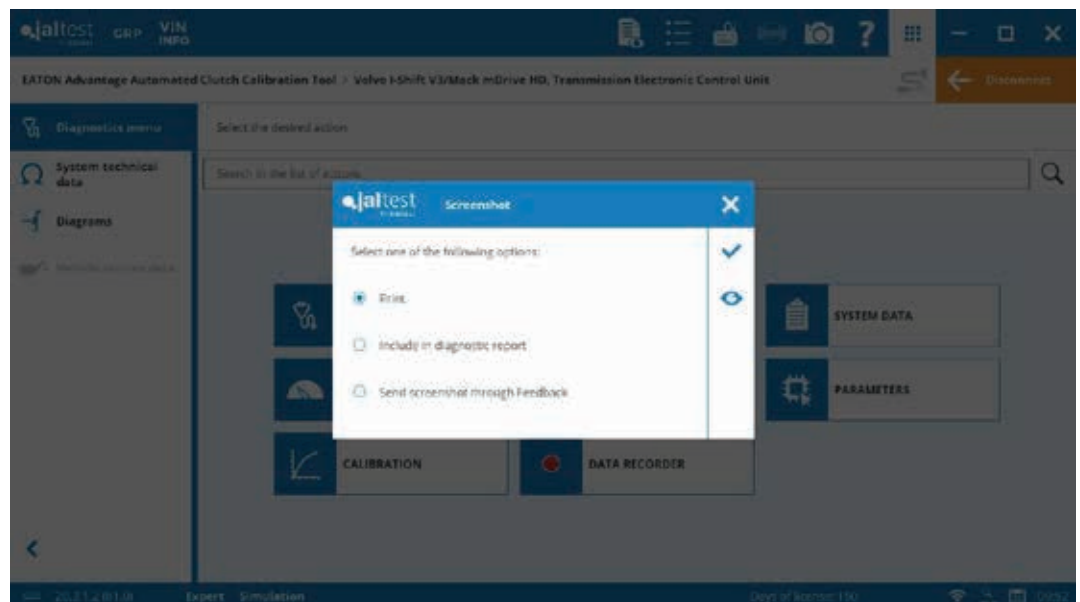 jaltest GRP VIN INFO
EATON Advantage Automated Clutch Calibration Tool > Volvo I-Shift V3/Mack mDrive HD, Transmission Electronic Control Unit
Disconnect
Diagnostics menu
Select the desired action
System technical data
Search in the list of actions
Diagrams
jaltest Screenshot
Select one of the following options:
Print
Include in diagnostic report
Send screenshot through Feedback
SYSTEM DATA
PARAMETERS
CALIBRATION
DATA RECORDER
Expert Simulation
Days of license: 150
09:52